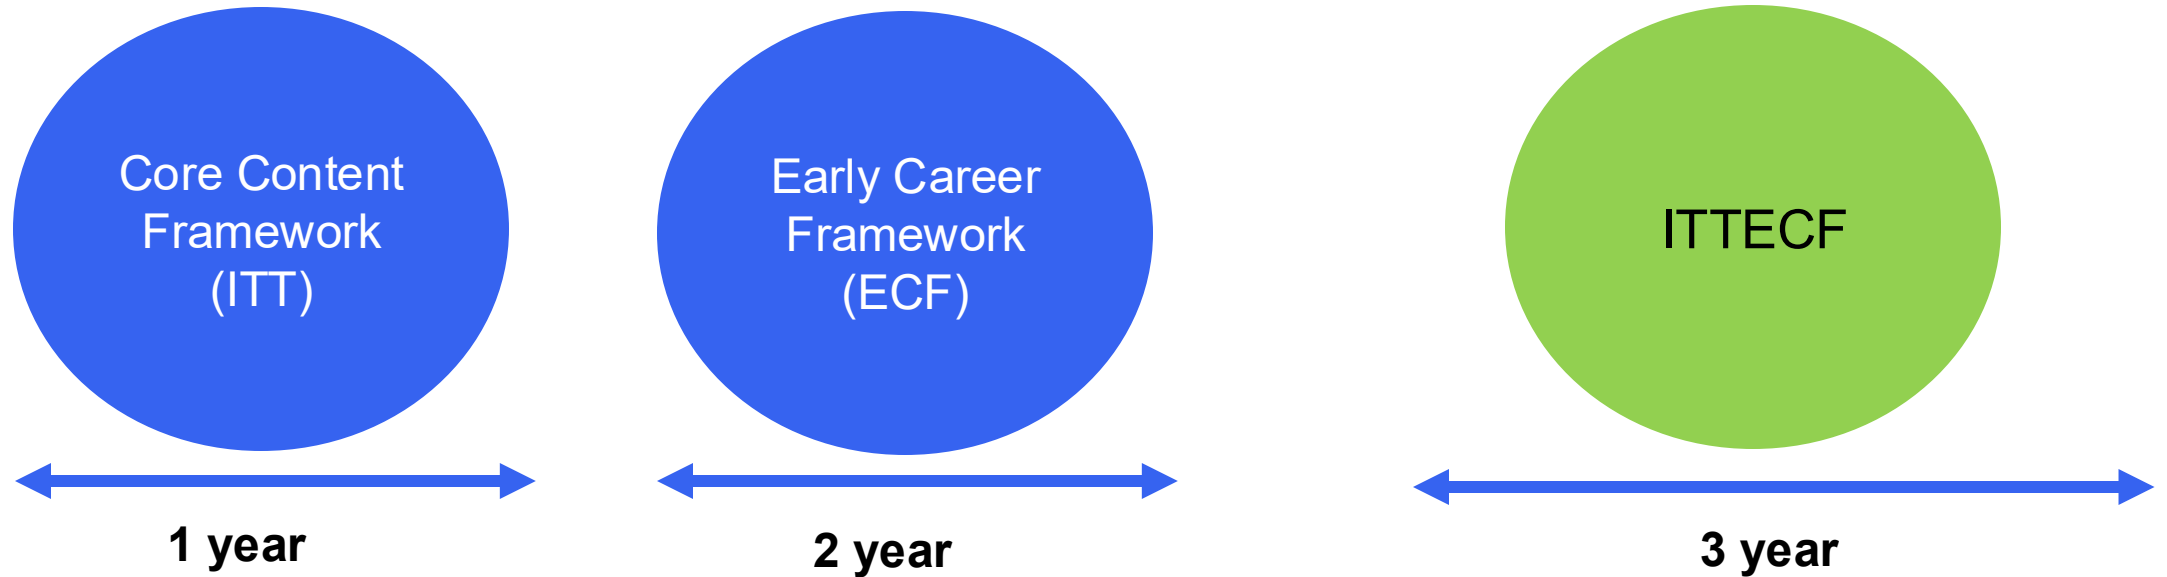 Core Content
Framework
(ITT)
1 year
Early Career
Framework
(ECF)
2 year
ITTECF
3 year